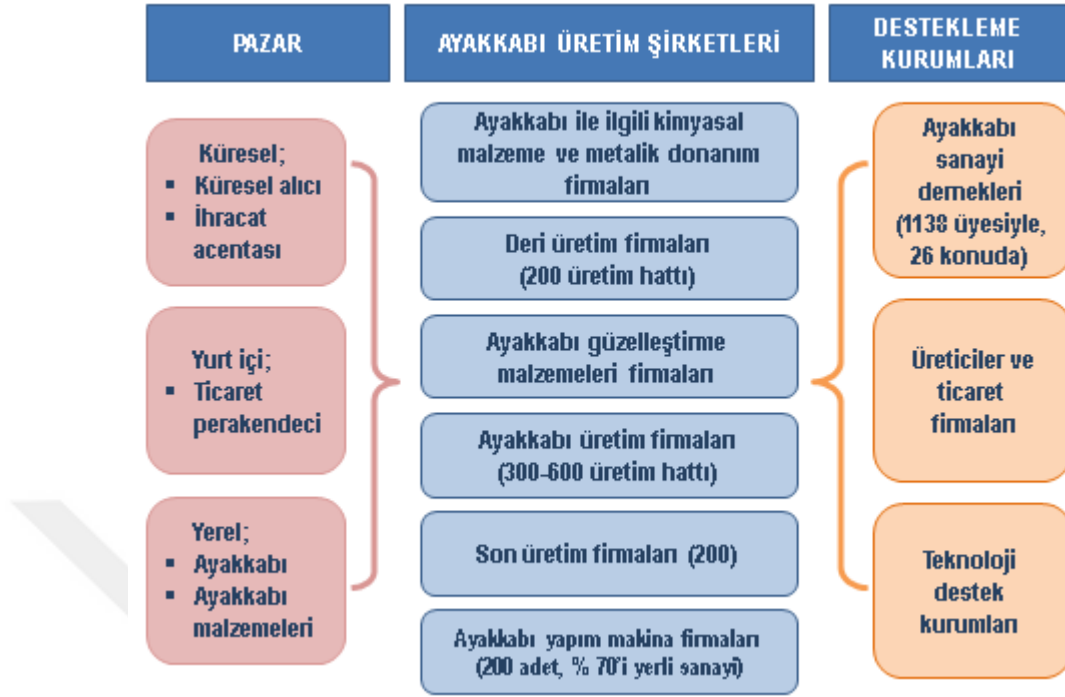 PAZAR
Küresel;
▪ Küresel alıcı
▪ İhracat
acentası
Yurt içi;
▪ Ticaret
perakendeci
Yerel;
▪ Ayakkabı
▪ Ayakkabı
malzemeleri
AYAKKABI ÜRETİM ŞİRKETLERİ
Ayakkabı ile ilgili kimyasal
malzeme ve metalik donanım
firmaları
Deri üretim firmaları
(200 üretim hattı)
Ayakkabı güzelleştirme
malzemeleri firmaları
Ayakkabı üretim firmaları
(300-600 üretim hattı)
Son üretim firmaları (200)
Ayakkabı yapım makina firmaları
(200 adet, % 70'i yerli sanayi)
DESTEKLEME
KURUMLARI
Ayakkabı
sanayi
dernekleri
(1138 üyesiyle,
26 konuda)
Üreticiler ve
ticaret
firmaları
Teknoloji
destek
kurumları